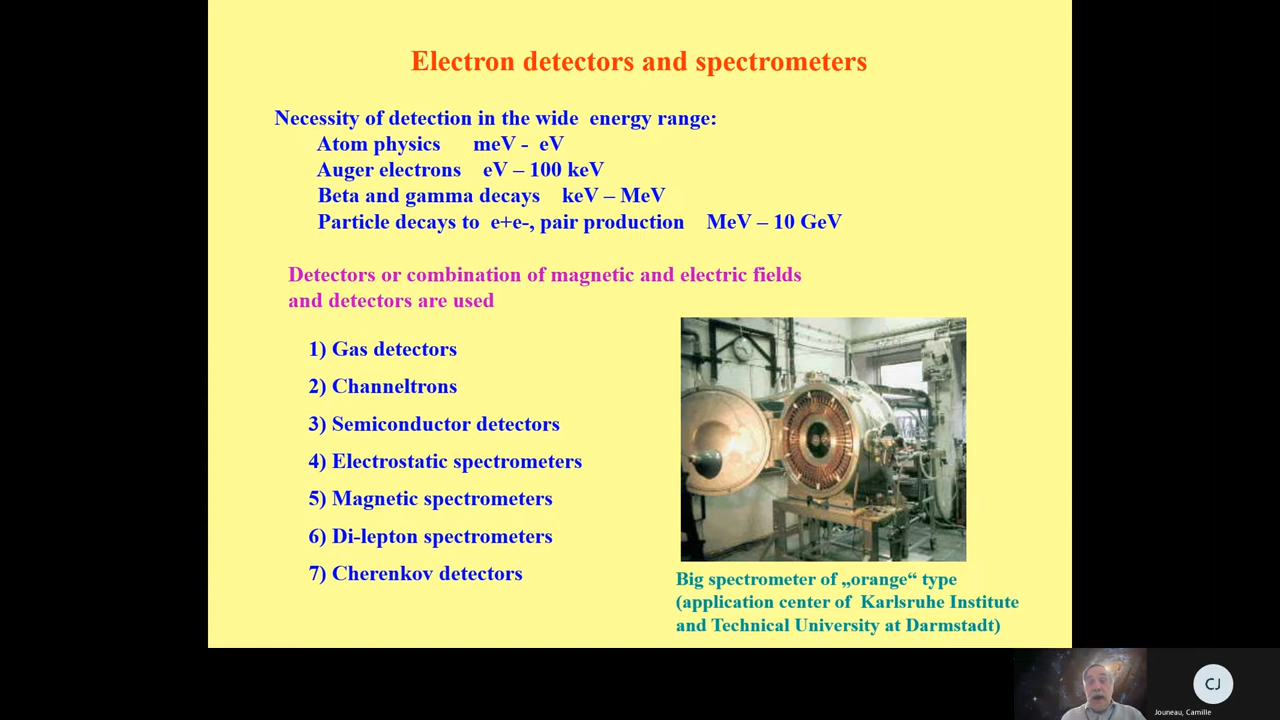 Electron detectors and spectrometers
Necessity of detection in the wide energy range:
Atom physics meV - eV
Auger electrons eV – 100 keV
Beta and gamma decays keV – MeV
Particle decays to e+e-, pair production MeV – 10 GeV
Detectors or combination of magnetic and electric fields
and detectors are used
1) Gas detectors
2) Channeltrons
3) Semiconductor detectors
4) Electrostatic spectrometers
5) Magnetic spectrometers
6) Di-lepton spectrometers
7) Cherenkov detectors
Big spectrometer of „orange“ type
(application center of Karlsruhe Institute
and Technical University at Darmstadt)
CJ
Jouneau, Camille